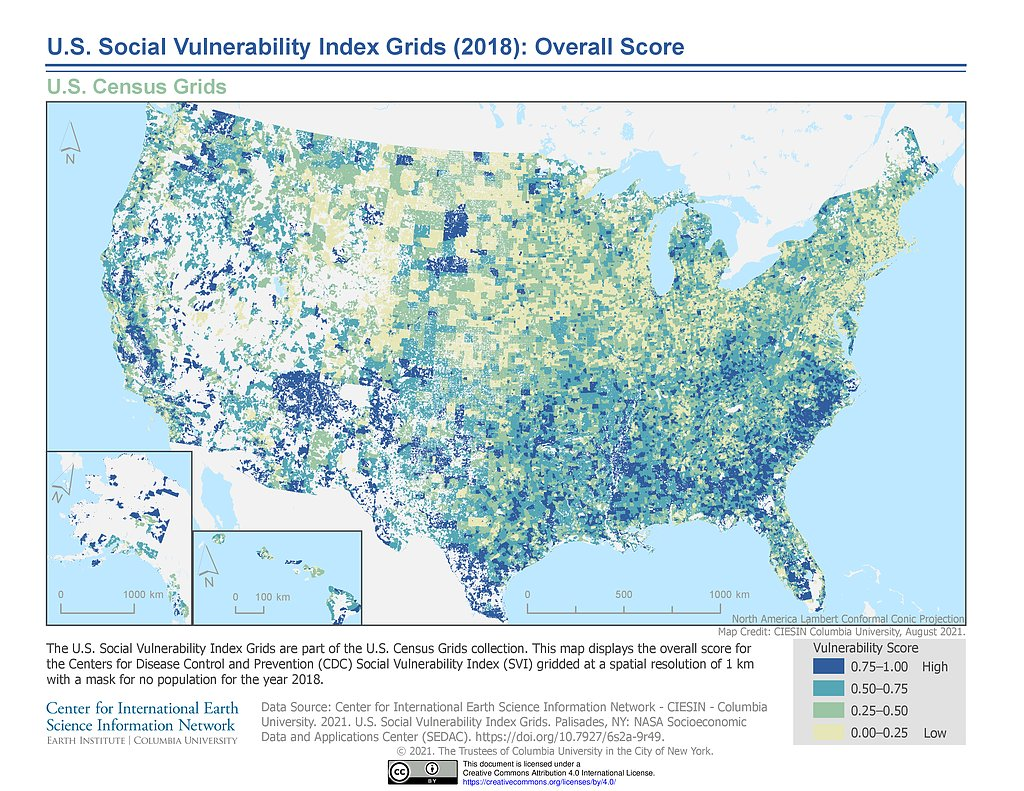 U.S. Social Vulnerability Index Grids (2018): Overall Score
U.S. Census Grids
N
N
0 1000 km
N
0 100 km
0 500 1000 km
North America Lambert Conformal Conic Projection
Map Credit: CIESIN Columbia University, August 2021.
The U.S. Social Vulnerability Index Grids are part of the U.S. Census Grids collection. This map displays the overall score for
the Centers for Disease Control and Prevention (CDC) Social Vulnerability Index (SVI) gridded at a spatial resolution of 1 km
with a mask for no population for the year 2018.
Vulnerability Score
0.75–1.00 High
0.50–0.75
0.25–0.50
0.00–0.25 Low
Center for International Earth
Science Information Network
EARTH INSTITUTE | COLUMBIA UNIVERSITY
Data Source: Center for International Earth Science Information Network - CIESIN - Columbia
University. 2021. U.S. Social Vulnerability Index Grids. Palisades, NY: NASA Socioeconomic
Data and Applications Center (SEDAC). https://doi.org/10.7927/6s2a-9r49.
© 2021. The Trustees of Columbia University in the City of New York.
cc
BY
This document is licensed under a
Creative Commons Attribution 4.0 International License.
https://creativecommons.org/licenses/by/4.0/